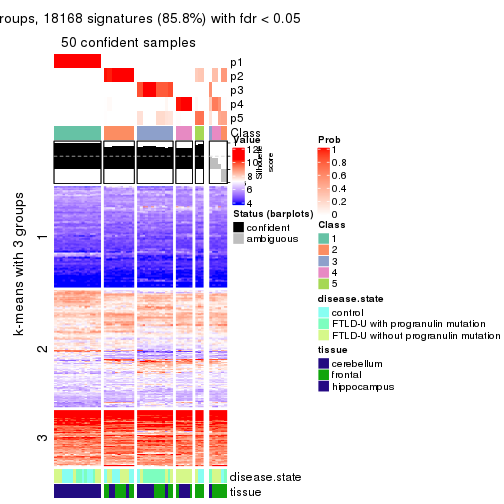 roups, 18168 signatures (85.8%) with fdr < 0.05
50 confident samples
p1
p2
p3
p4
p5
Class
Value
12
10
8
6
4
Silhouette
score
Status (barplots)
confident
ambiguous
Prob
1
0.8
0.6
0.4
0.2
0
Class
1
2
3
4
5
disease.state
control
FTLD-U with progranulin mutation
FTLD-U without progranulin mutation
tissue
cerebellum
frontal
hippocampus
k-means with 3 groups
1
2
3
disease.state
tissue